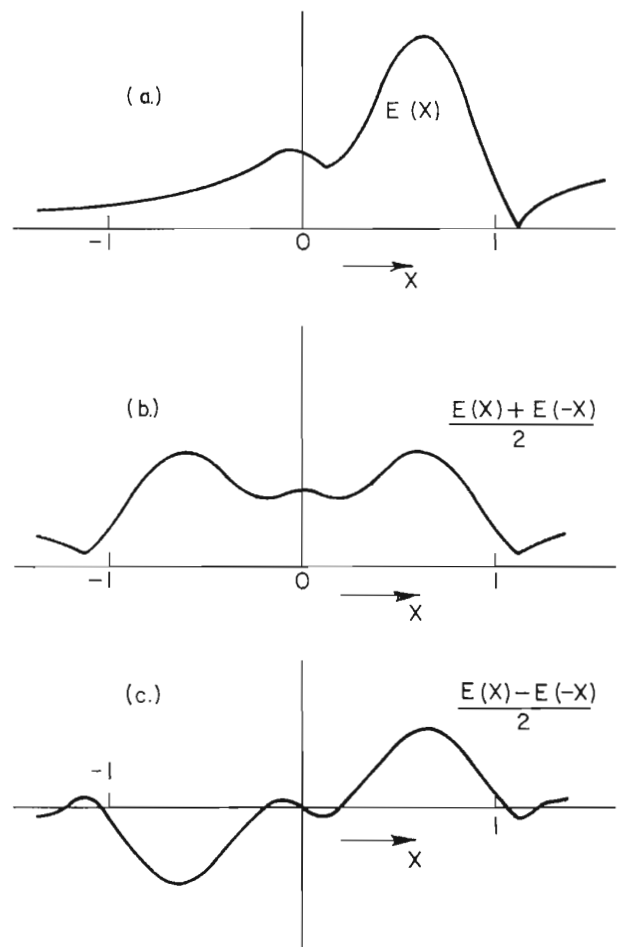 (a.)
E (X)
-1 0 1
X
(b.)
E (X) + E (-X)
2
-1 0 1
X
(c.)
E (X) - E (-X)
2
-1
1
X